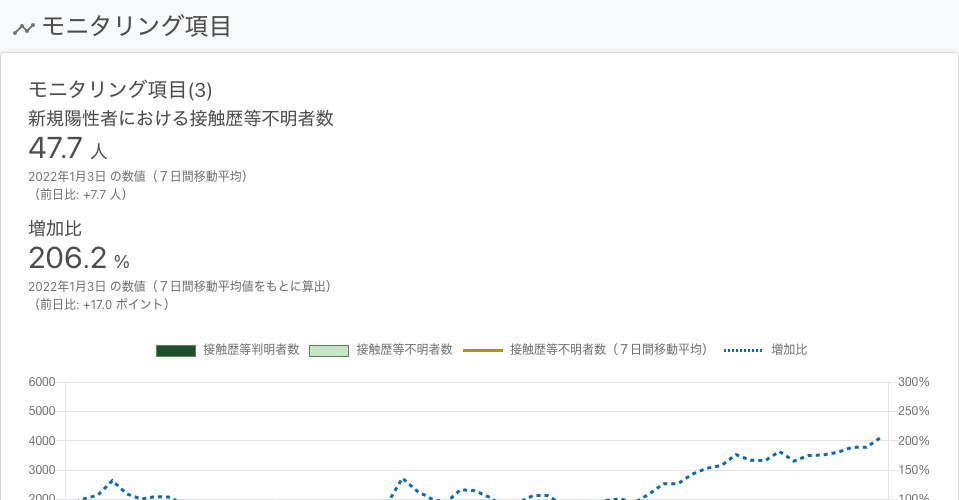 モニタリング項目
モニタリング項目(3)
新規陽性者における接触歴等不明者数
47.7 人
2022年1月3日 の数値（７日間移動平均）
（前日比: +7.7 人）
増加比
206.2 %
2022年1月3日 の数値（７日間移動平均値をもとに算出）
（前日比: +17.0 ポイント）
接触歴等判明者数 接触歴等不明者数 接触歴等不明者数（７日間移動平均） 増加比
6000 300%
5000 250%
4000 200%
3000 150%
2000 100%